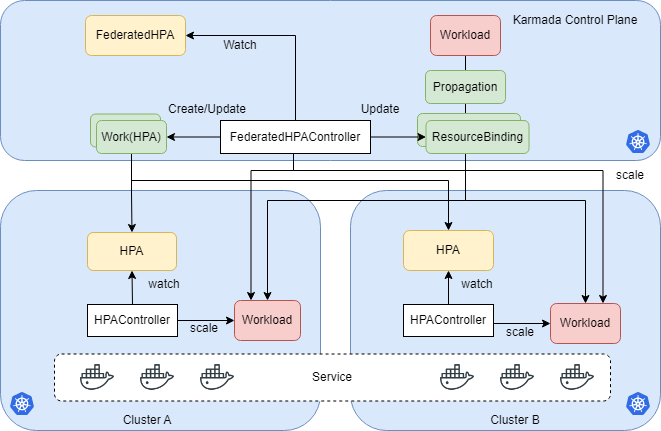 Karmada Control Plane
FederatedHPA
Watch
Workload
Propagation
Create/Update
Update
Work(HPA)
FederatedHPAController
ResourceBinding
scale
HPA
HPA
watch
watch
HPAController
scale
Workload
HPAController
scale
Workload
Service
Cluster A
Cluster B